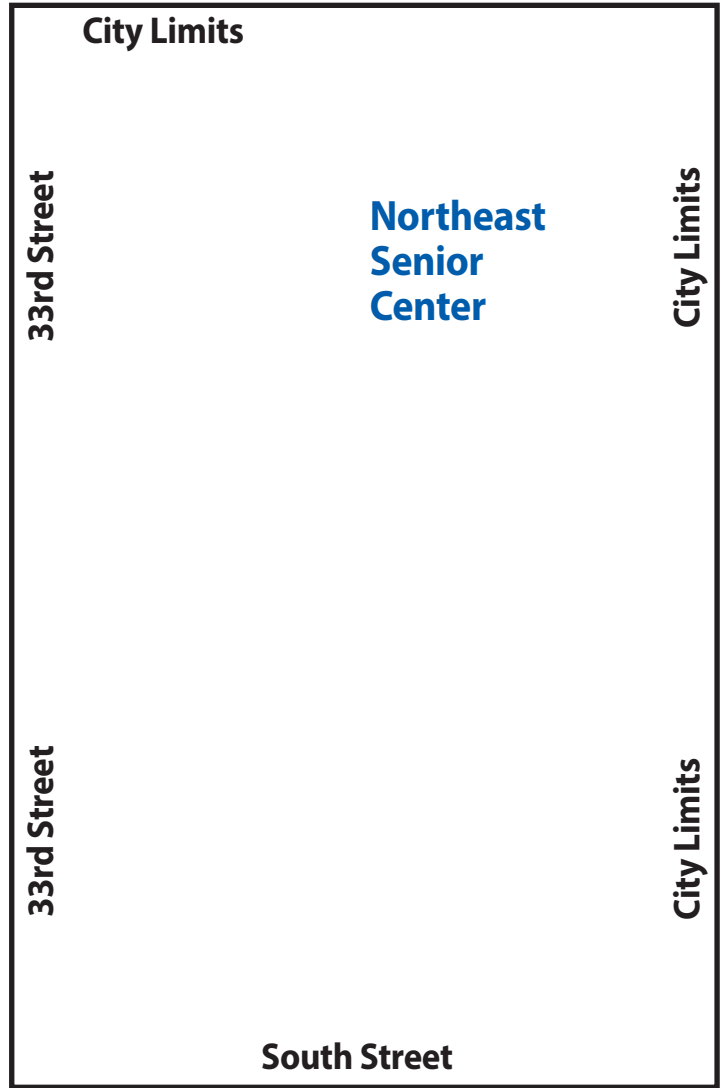 City Limits
33rd Street
Northeast
Senior
Center
City Limits
33rd Street
City Limits
South Street